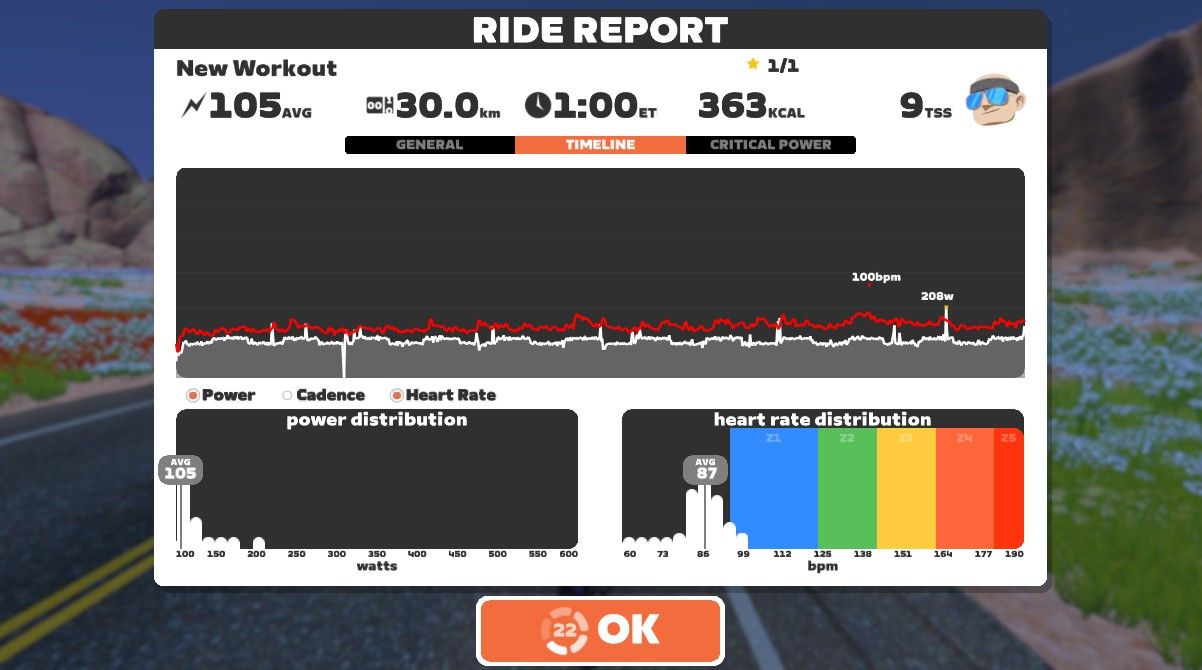 RIDE REPORT
New Workout
1/1
105AVG 30.0km 1:00ET 363KCAL 9TSS
GENERAL TIMELINE CRITICAL POWER
100bpm
208w
Power Cadence Heart Rate
power distribution
AVG
105
100 150 200 250 300 350 400 450 500 550 600
watts
heart rate distribution
Z1 Z2 Z3 Z4 Z5
AVG
87
60 73 86 99 112 125 138 151 164 177 190
bpm
22 OK